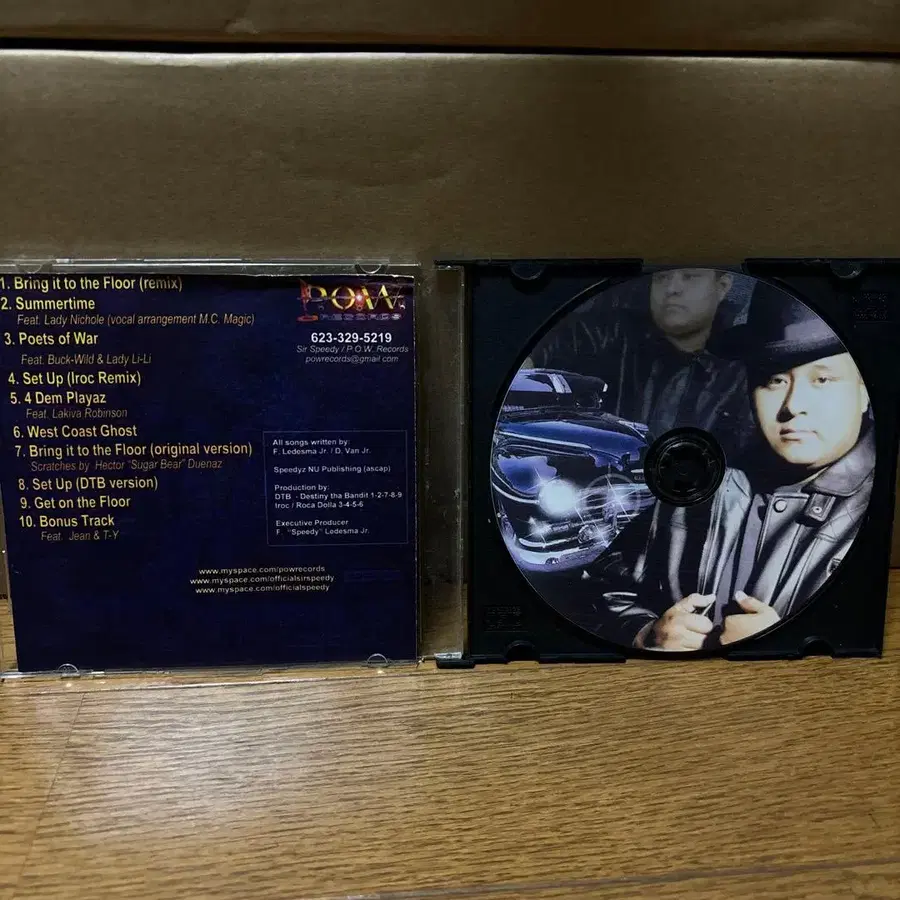 1. Bring it to the Floor (remix)
2. Summertime
Feat. Lady Nichole (vocal arrangement M.C. Magic)
3. Poets of War
Feat. Buck-Wild & Lady Li-Li
4. Set Up (Iroc Remix)
5. 4 Dem Playaz
Feat. Lakiva Robinson
6. West Coast Ghost
7. Bring it to the Floor (original version)
Scratches by Hector "Sugar Bear" Duenaz
8. Set Up (DTB version)
9. Get on the Floor
10. Bonus Track
Feat. Jean & T-Y
P.O.W.
RECORDS
623-329-5219
Sir Speedy / P.O.W. Records
powrecords@gmail.com
All songs written by:
F. Ledesma Jr. / D. Van Jr.
Speedyz NU Publishing (ascap)
Production by:
DTB - Destiny tha Bandit 1-2-7-8-9
Iroc / Roca Dolla 3-4-5-6
Executive Producer
F. "Speedy" Ledesma Jr.
www.myspace.com/powrecords
www.myspace.com/officialsirspeedy
www.myspace.com/officialspeedy